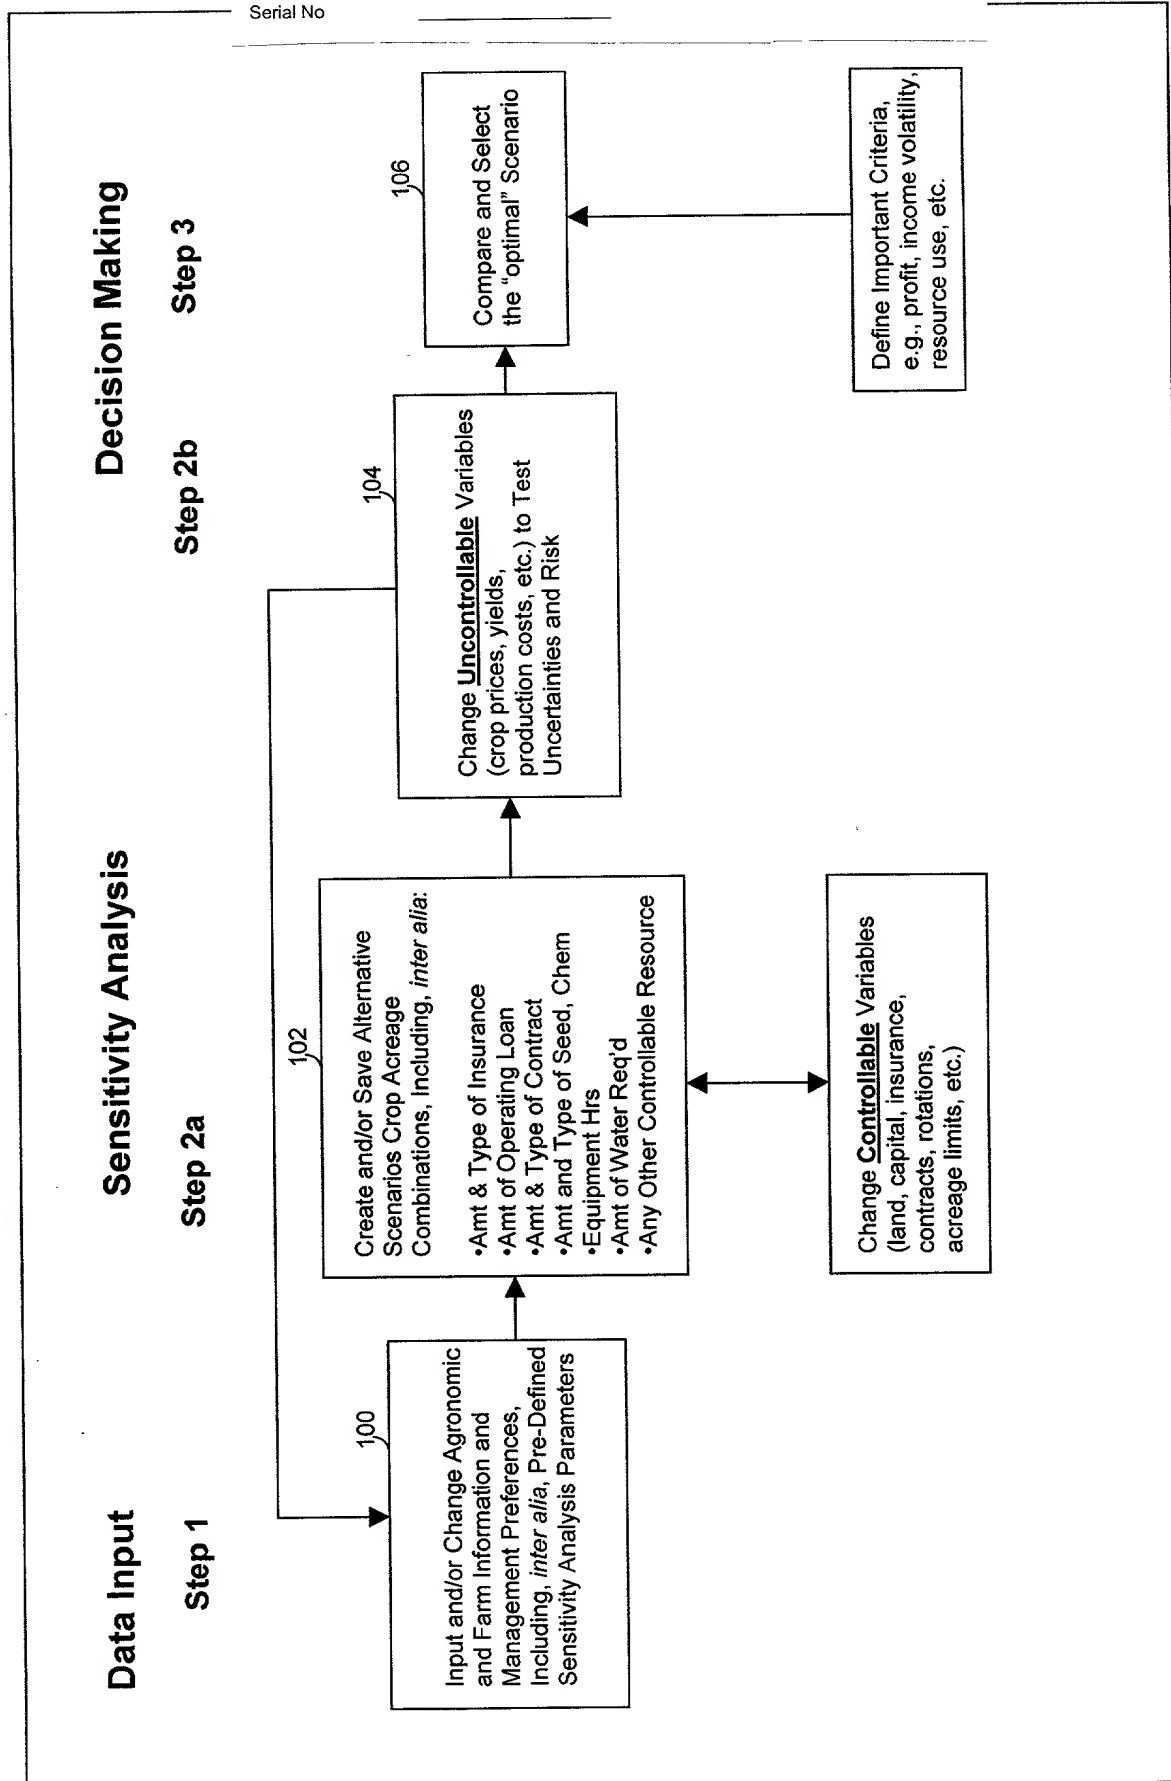 Serial No
Data Input
Sensitivity Analysis
Decision Making
Step 1
Step 2a
Step 2b
Step 3
100
Input and/or Change Agronomic
and Farm Information and
Management Preferences,
Including, inter alia, Pre-Defined
Sensitivity Analysis Parameters
102
Create and/or Save Alternative
Scenarios Crop Acreage
Combinations, Including, inter alia:
•Amt & Type of Insurance
•Amt of Operating Loan
•Amt & Type of Contract
•Amt and Type of Seed, Chem
•Equipment Hrs
•Amt of Water Req'd
•Any Other Controllable Resource
Change Controllable Variables
(land, capital, insurance,
contracts, rotations,
acreage limits, etc.)
104
Change Uncontrollable Variables
(crop prices, yields,
production costs, etc.) to Test
Uncertainties and Risk
106
Compare and Select
the "optimal" Scenario
Define Important Criteria,
e.g., profit, income volatility,
resource use, etc.